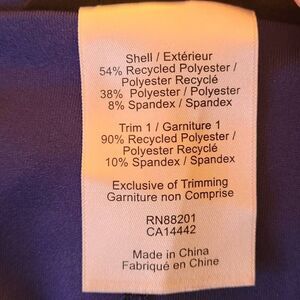 Shell / Extérieur
54% Recycled Polyester /
Polyester Recyclé
38% Polyester / Polyester
8% Spandex / Spandex
Trim 1 / Garniture 1
90% Recycled Polyester /
Polyester Recyclé
10% Spandex / Spandex
Exclusive of Trimming
Garniture non Comprise
RN88201
CA14442
Made in China
Fabriqué en Chine